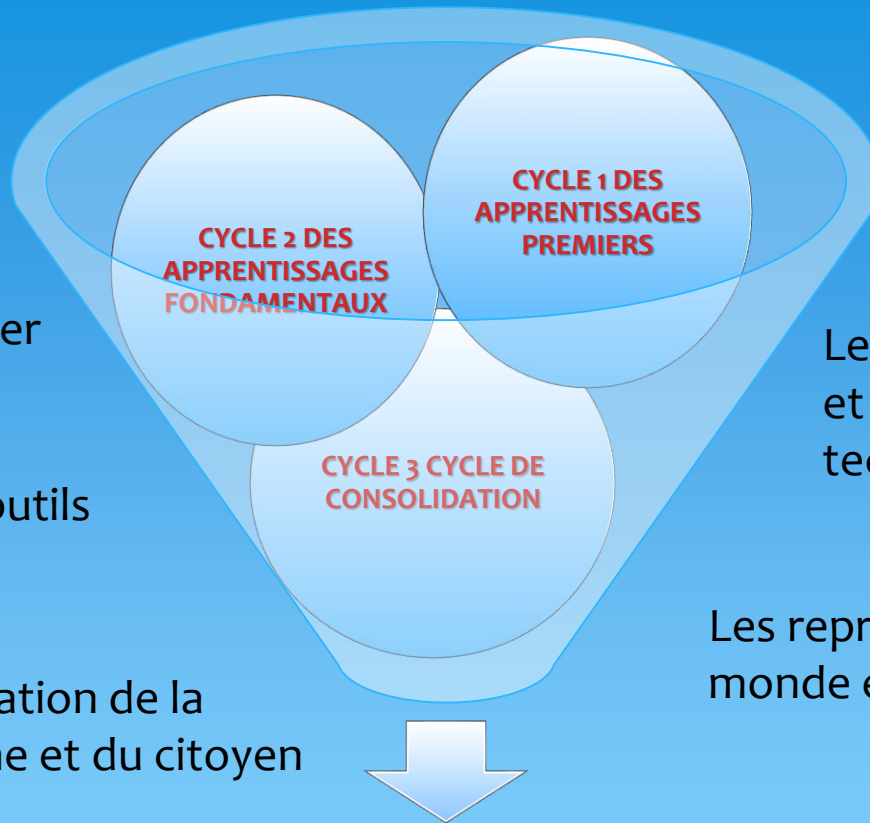 CYCLE 1 DES
APPRENTISSAGES
PREMIERS
CYCLE 2 DES
APPRENTISSAGES
FONDAMENTAUX
CYCLE 3 CYCLE DE
CONSOLIDATION
er
outils
ation de la
ne et du citoyen
Le
et
tec
Les repr
monde e